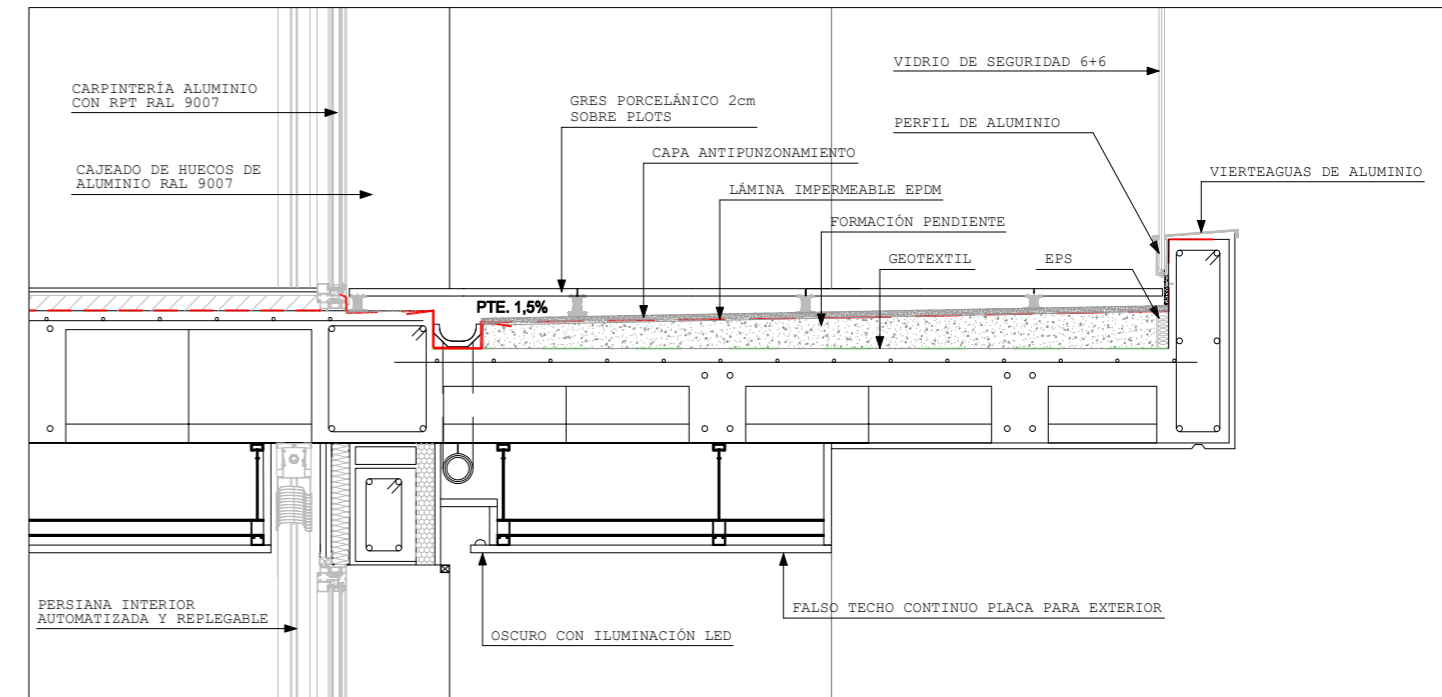 CARPINTERÍA ALUMINIO
CON RPT RAL 9007
CAJEADO DE HUECOS DE
ALUMINIO RAL 9007
GRES PORCELÁNICO 2cm
SOBRE PLOTS
CAPA ANTIPUNZONAMIENTO
LÁMINA IMPERMEABLE EPDM
FORMACIÓN PENDIENTE
GEOTEXTIL
EPS
VIDRIO DE SEGURIDAD 6+6
PERFIL DE ALUMINIO
VIERTEAGUAS DE ALUMINIO
PTE. 1,5%
PERSIANA INTERIOR
AUTOMATIZADA Y REPLEGABLE
OSCURO CON ILUMINACIÓN LED
FALSO TECHO CONTINUO PLACA PARA EXTERIOR